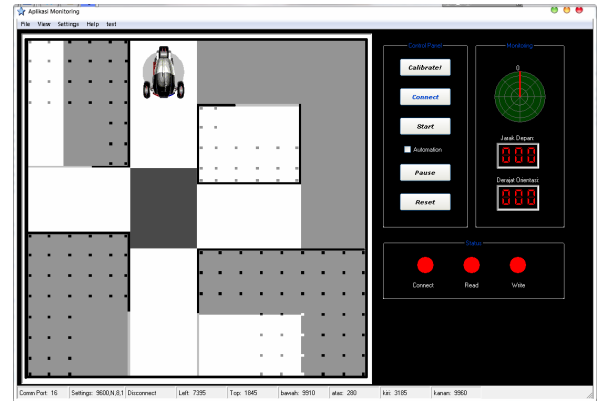 Aplikasi Monitoring
File View Settings Help text
Control Panel
Calibrate!
Connect
Start
Automation
Pause
Reset
Monitoring
0
Jarak Depan:
000
Derajat Orientasi:
000
Status
Connect Read Write
Comm Port: 16 Settings: 9600,N,8,1 Disconnect Left: 7395 Top: 1845 bawah: 9910 atas: 280 kiri: 3185 kanan: 9960